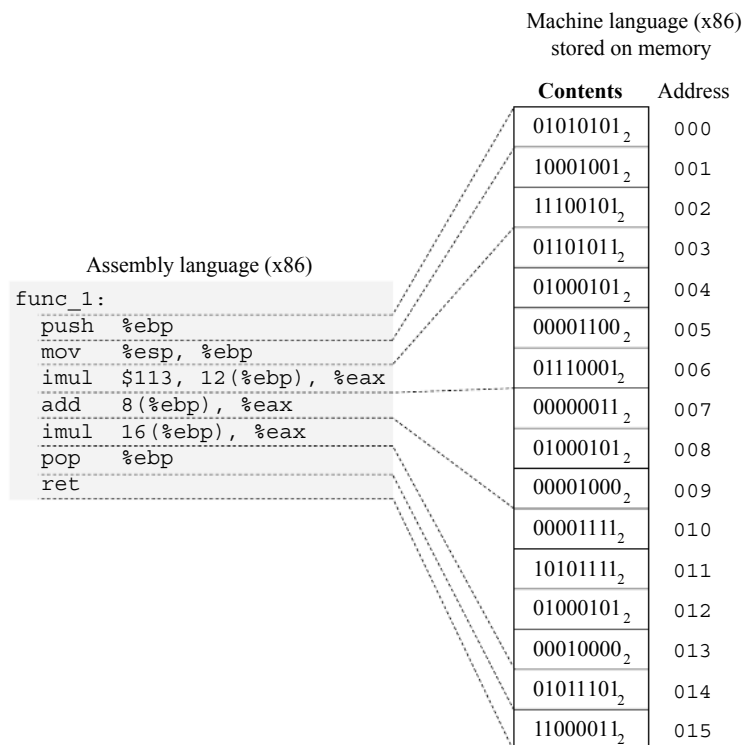 Machine language (x86)
stored on memory
Contents Address
01010101₂ 000
10001001₂ 001
11100101₂ 002
01101011₂ 003
01000101₂ 004
00001100₂ 005
01110001₂ 006
00000011₂ 007
01000101₂ 008
00001000₂ 009
00001111₂ 010
10101111₂ 011
01000101₂ 012
00010000₂ 013
01011101₂ 014
11000011₂ 015
Assembly language (x86)
func_1:
push %ebp
mov %esp, %ebp
imul $113, 12(%ebp), %eax
add 8(%ebp), %eax
imul 16(%ebp), %eax
pop %ebp
ret